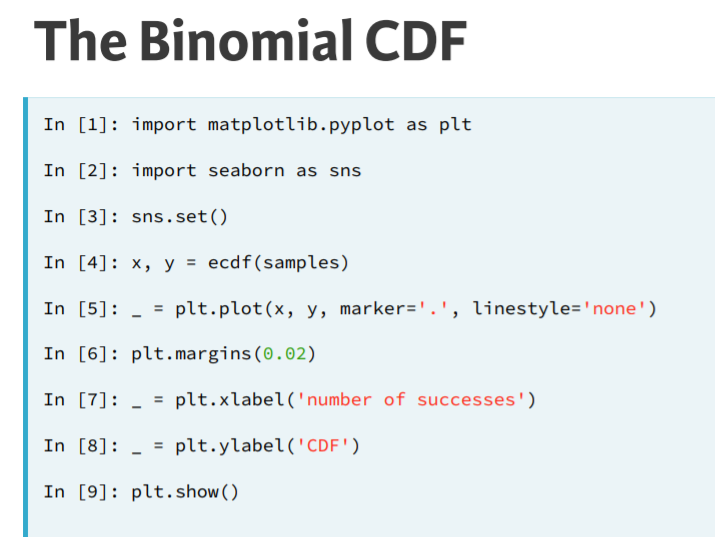 The Binomial CDF
In [1]: import matplotlib.pyplot as plt
In [2]: import seaborn as sns
In [3]: sns.set()
In [4]: x, y = ecdf(samples)
In [5]: _ = plt.plot(x, y, marker='.', linestyle='none')
In [6]: plt.margins(0.02)
In [7]: _ = plt.xlabel('number of successes')
In [8]: _ = plt.ylabel('CDF')
In [9]: plt.show()